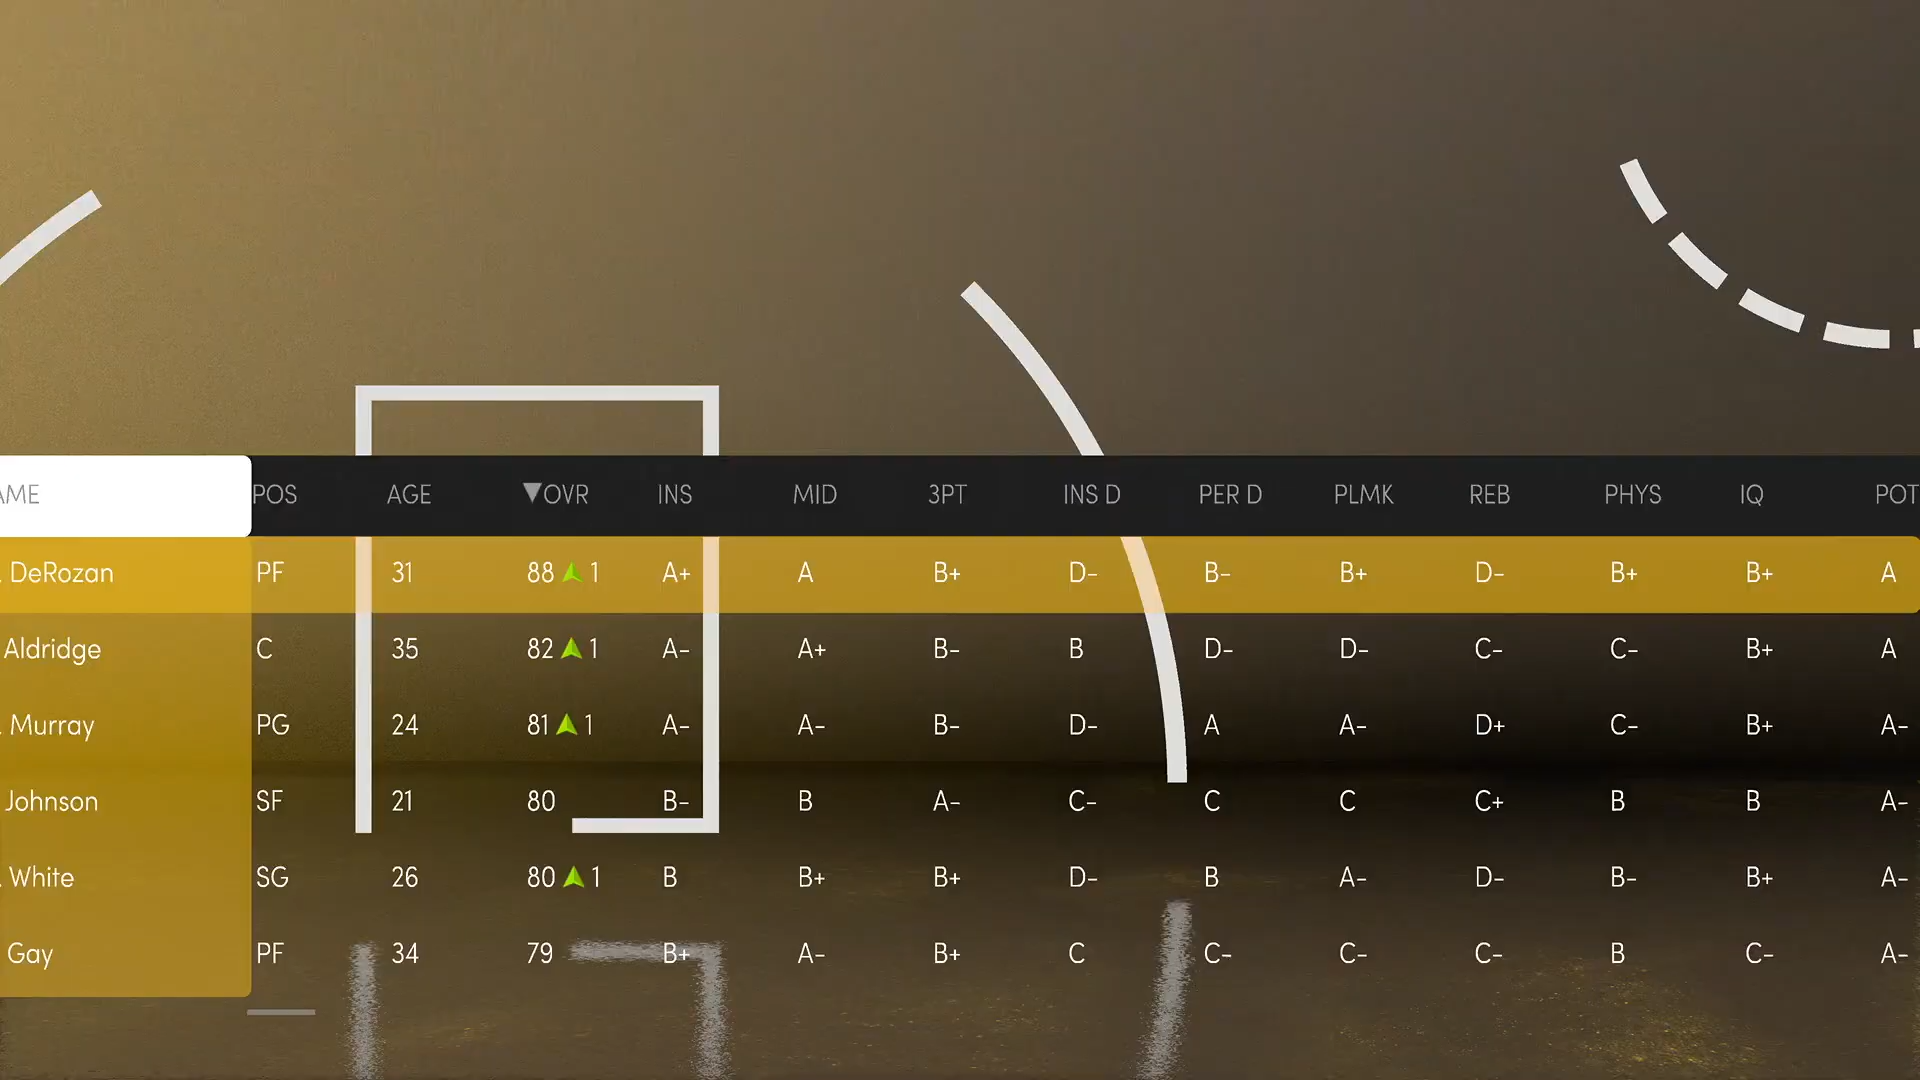 AME POS AGE ▼OVR INS MID 3PT INS D PER D PLMK REB PHYS IQ POT
. DeRozan PF 31 88 ▲ 1 A+ A B+ D- B- B+ D- B+ B+ A
Aldridge C 35 82 ▲ 1 A- A+ B- B D- D- C- C- B+ A
. Murray PG 24 81 ▲ 1 A- A- B- D- A A- D+ C- B+ A-
Johnson SF 21 80 B- B A- C- C C C+ B B A-
. White SG 26 80 ▲ 1 B B+ B+ D- B A- D- B- B+ A-
Gay PF 34 79 B+ A- B+ C C- C- C- B C- A-